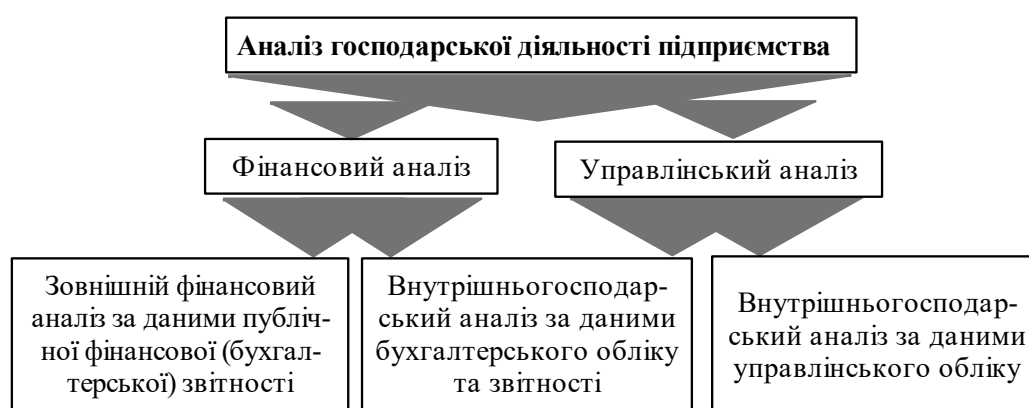 Аналіз господарської діяльності підприємства
Фінансовий аналіз
Управлінський аналіз
Зовнішній фінансовий
аналіз за даними публіч-
ної фінансової (бухгал-
терської) звітності
Внутрішньогосподар-
ський аналіз за даними
бухгалтерського обліку
та звітності
Внутрішньогосподар-
ський аналіз за даними
управлінського обліку